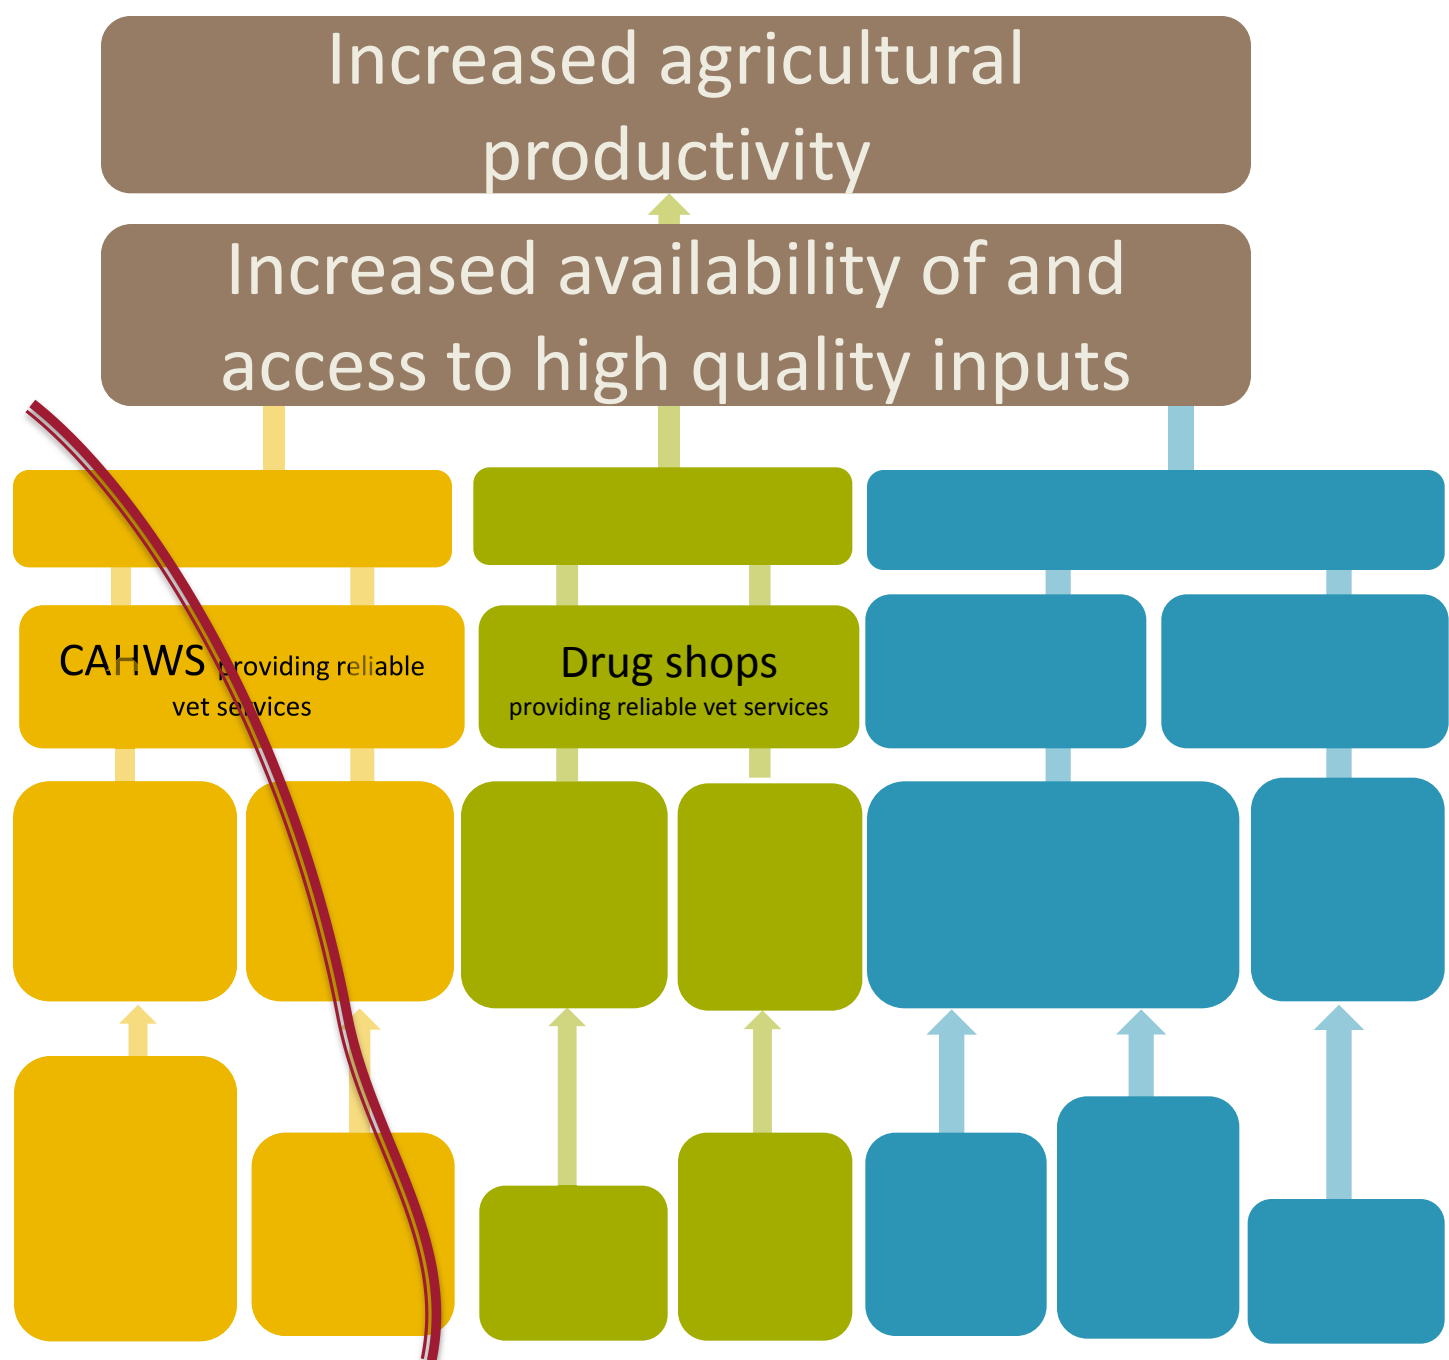 Increased agricultural
productivity
Increased availability of and
access to high quality inputs
CAHWS providing reliable
vet services
Drug shops
providing reliable vet services